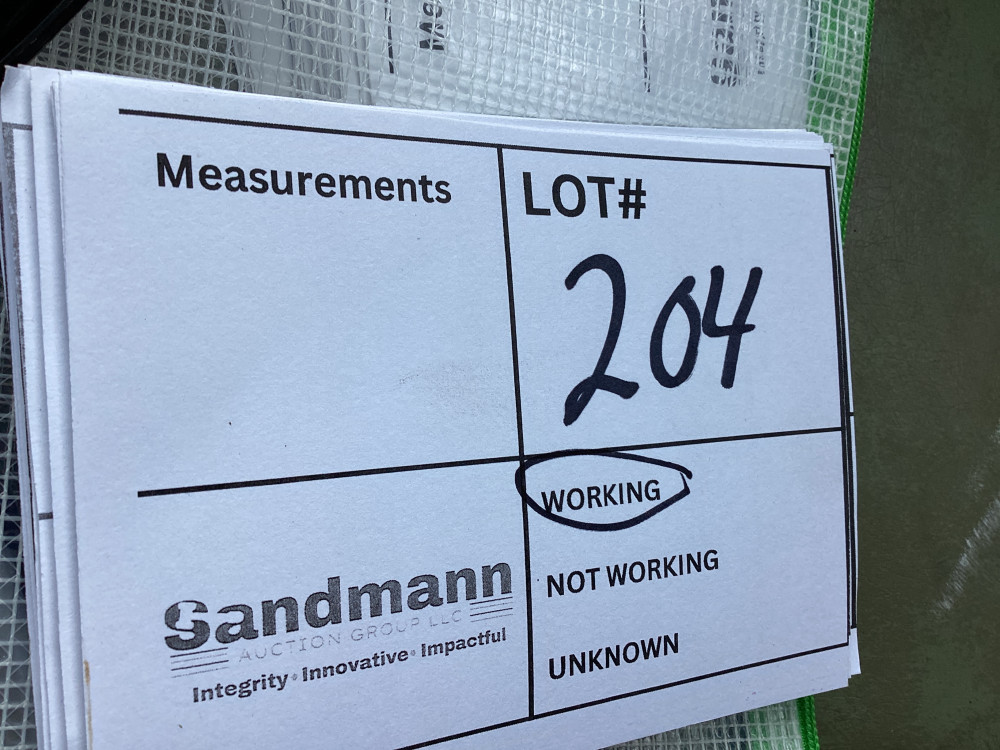 Measurements
LOT#
204
WORKING
NOT WORKING
UNKNOWN
Sandmann
AUCTION GROUP LLC
Integrity • Innovative • Impactful